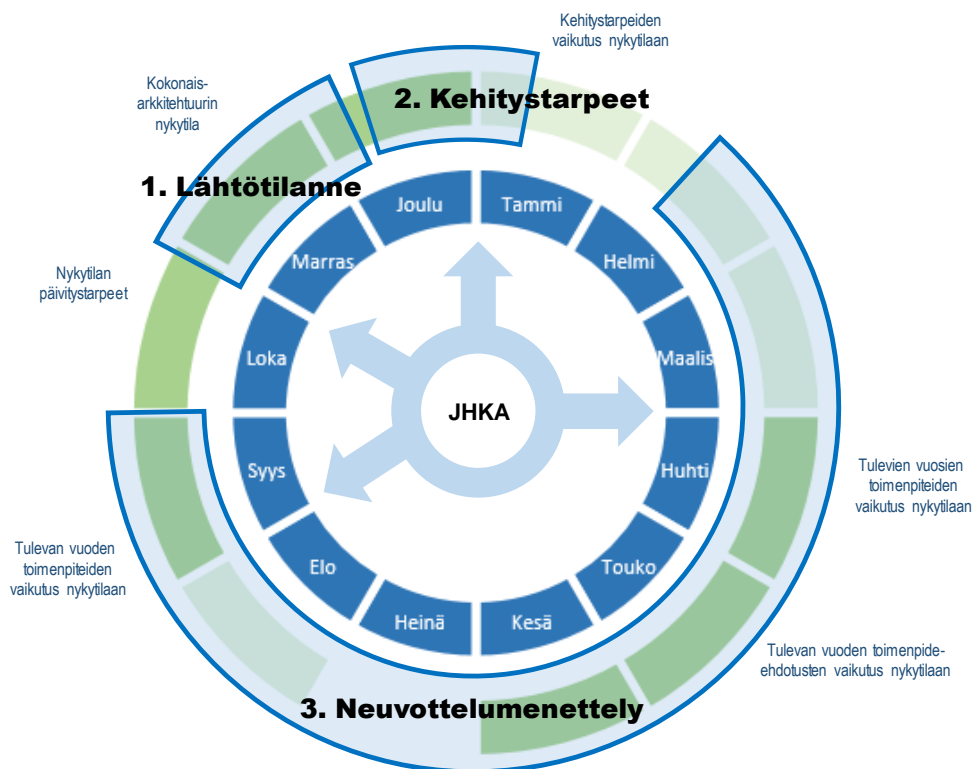 Kehitystarpeiden
vaikutus nykytilaan
Kokonais-
arkkitehtuurin
nykytila
2. Kehitystarpeet
1. Lähtötilanne
Nykytilan
päivitystarpeet
Joulu
Tammi
Marras
Helmi
Loka
Maalis
JHKA
Syys
Huhti
Elo
Touko
Heinä
Kesä
Tulevien vuosien
toimenpiteiden
vaikutus nykytilaan
Tulevan vuoden
toimenpiteiden
vaikutus nykytilaan
Tulevan vuoden toimenpide-
ehdotusten vaikutus nykytilaan
3. Neuvottelumenettely